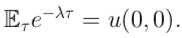 𝔼_τ e^{−λτ} = u(0, 0).